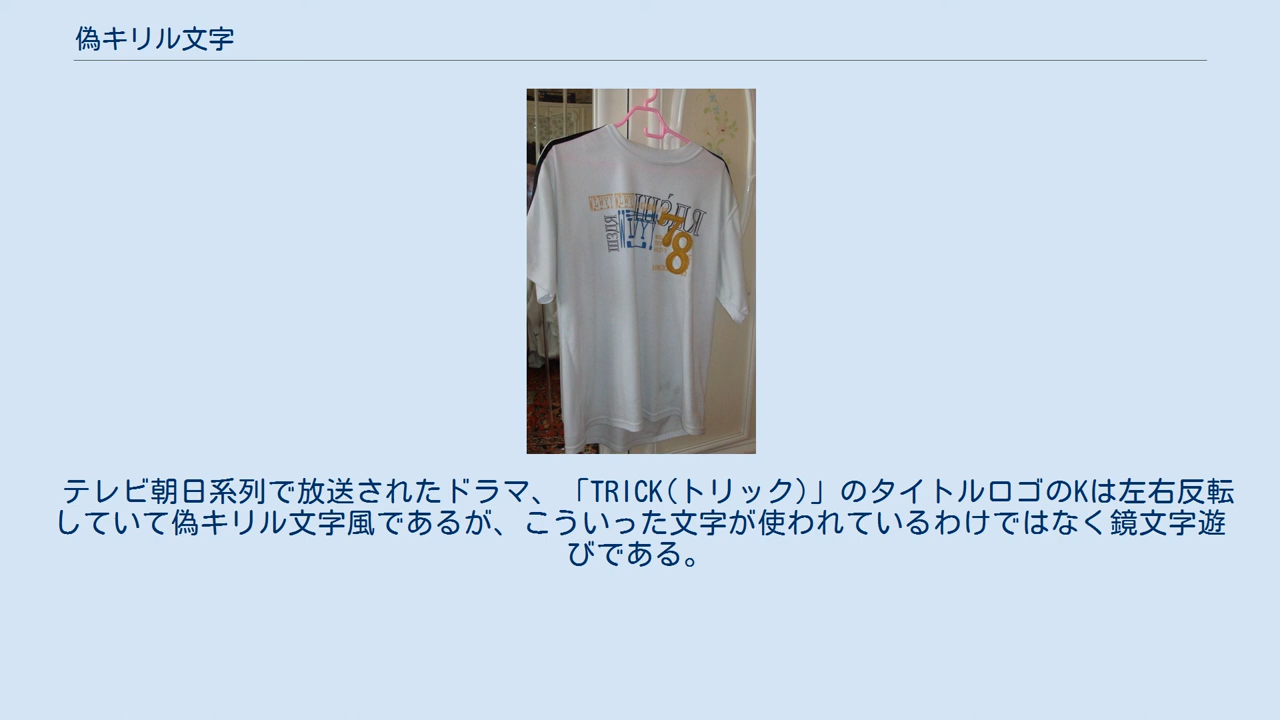 偽キリル文字
78
テレビ朝日系列で放送されたドラマ、「TRICK(トリック)」のタイトルロゴのKは左右反転
していて偽キリル文字風であるが、こういった文字が使われているわけではなく鏡文字遊
びである。